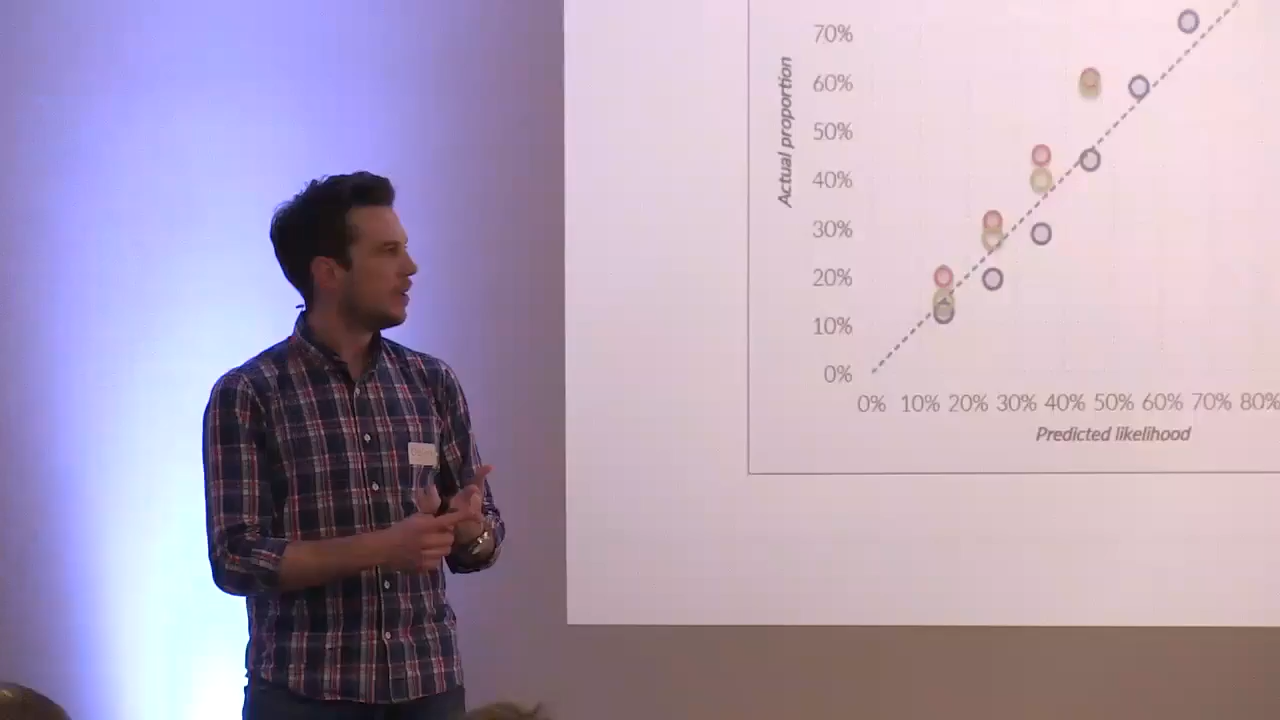 70%
60%
50%
40%
30%
20%
10%
0%
Actual proportion
0% 10% 20% 30% 40% 50% 60% 70% 80%
Predicted likelihood